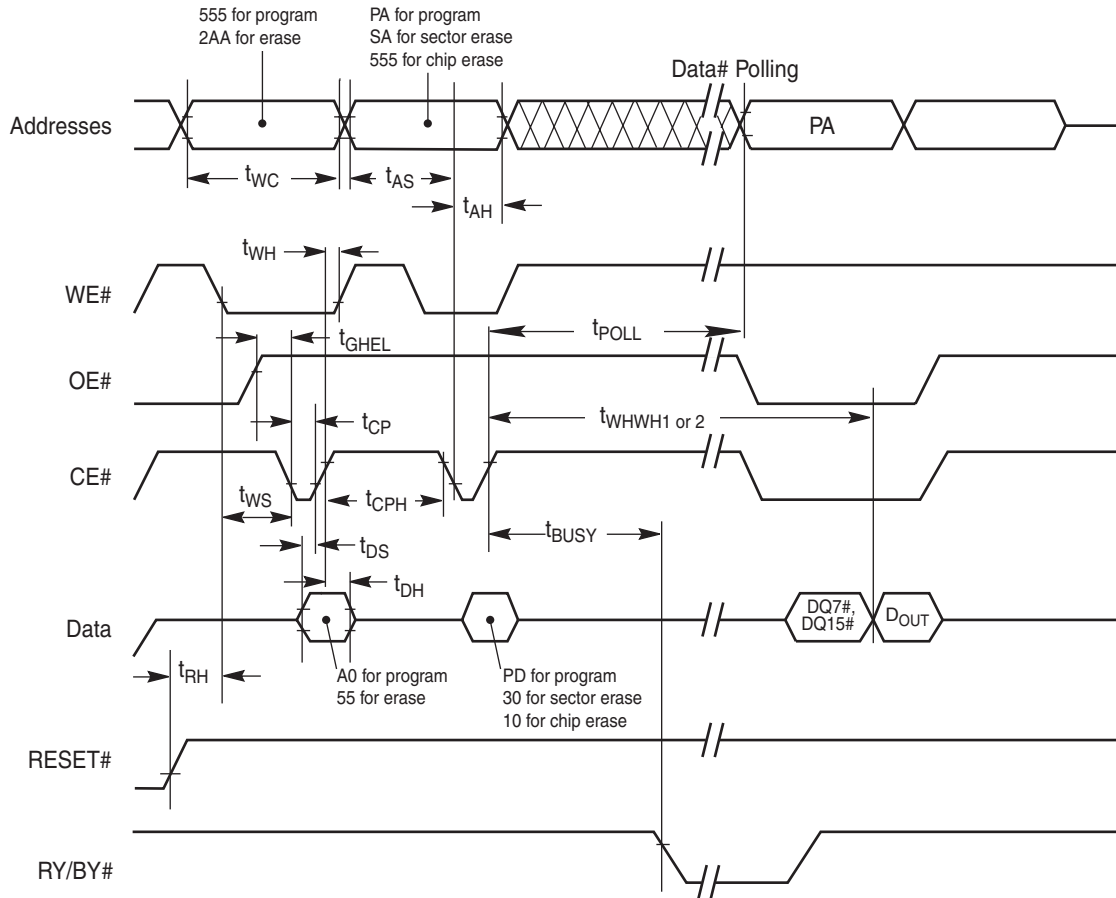 555 for program
2AA for erase
PA for program
SA for sector erase
555 for chip erase
Data# Polling
Addresses
PA
tWC
tAS
tAH
tWH
WE#
tGHEL
tPOLL
OE#
tWHWH1 or 2
tCP
CE#
tWS
tCPH
tBUSY
tDS
tDH
Data
DQ7#,
DQ15#
DOUT
tRH
A0 for program
55 for erase
PD for program
30 for sector erase
10 for chip erase
RESET#
RY/BY#